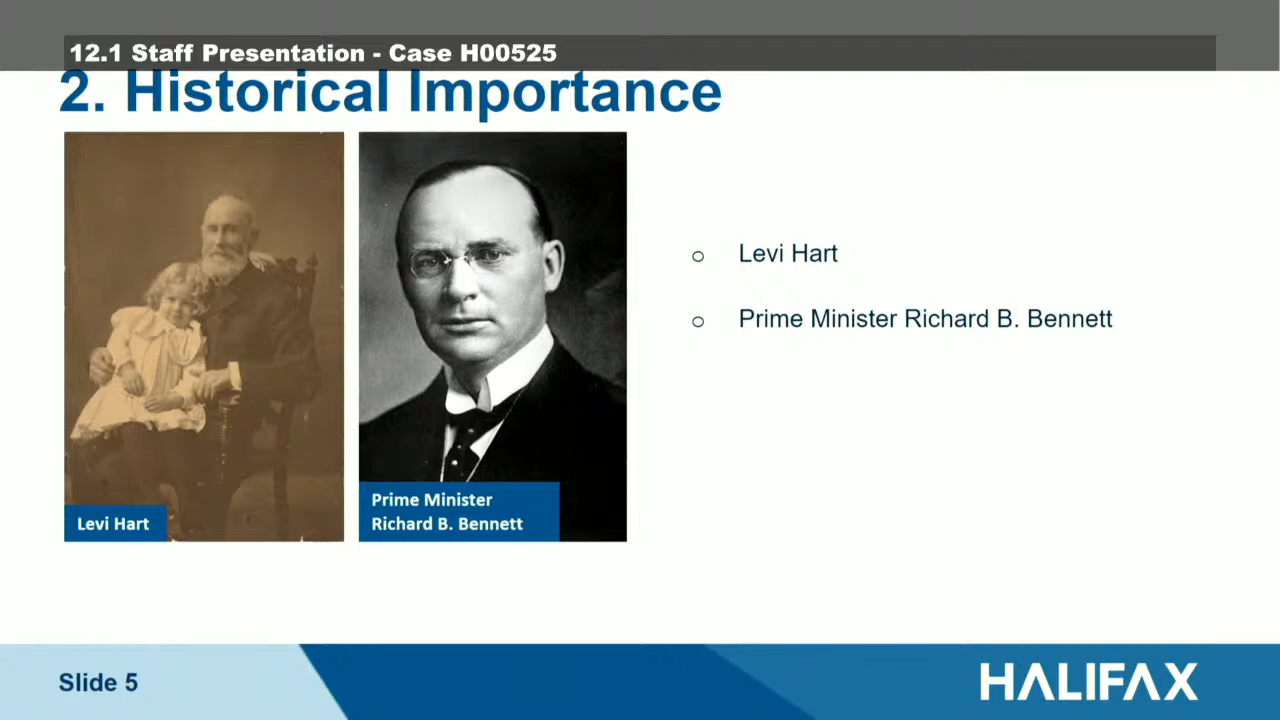 12.1 Staff Presentation - Case H00525
2. Historical Importance
Levi Hart
Prime Minister
Richard B. Bennett
o Levi Hart
o Prime Minister Richard B. Bennett
Slide 5
HALIFAX